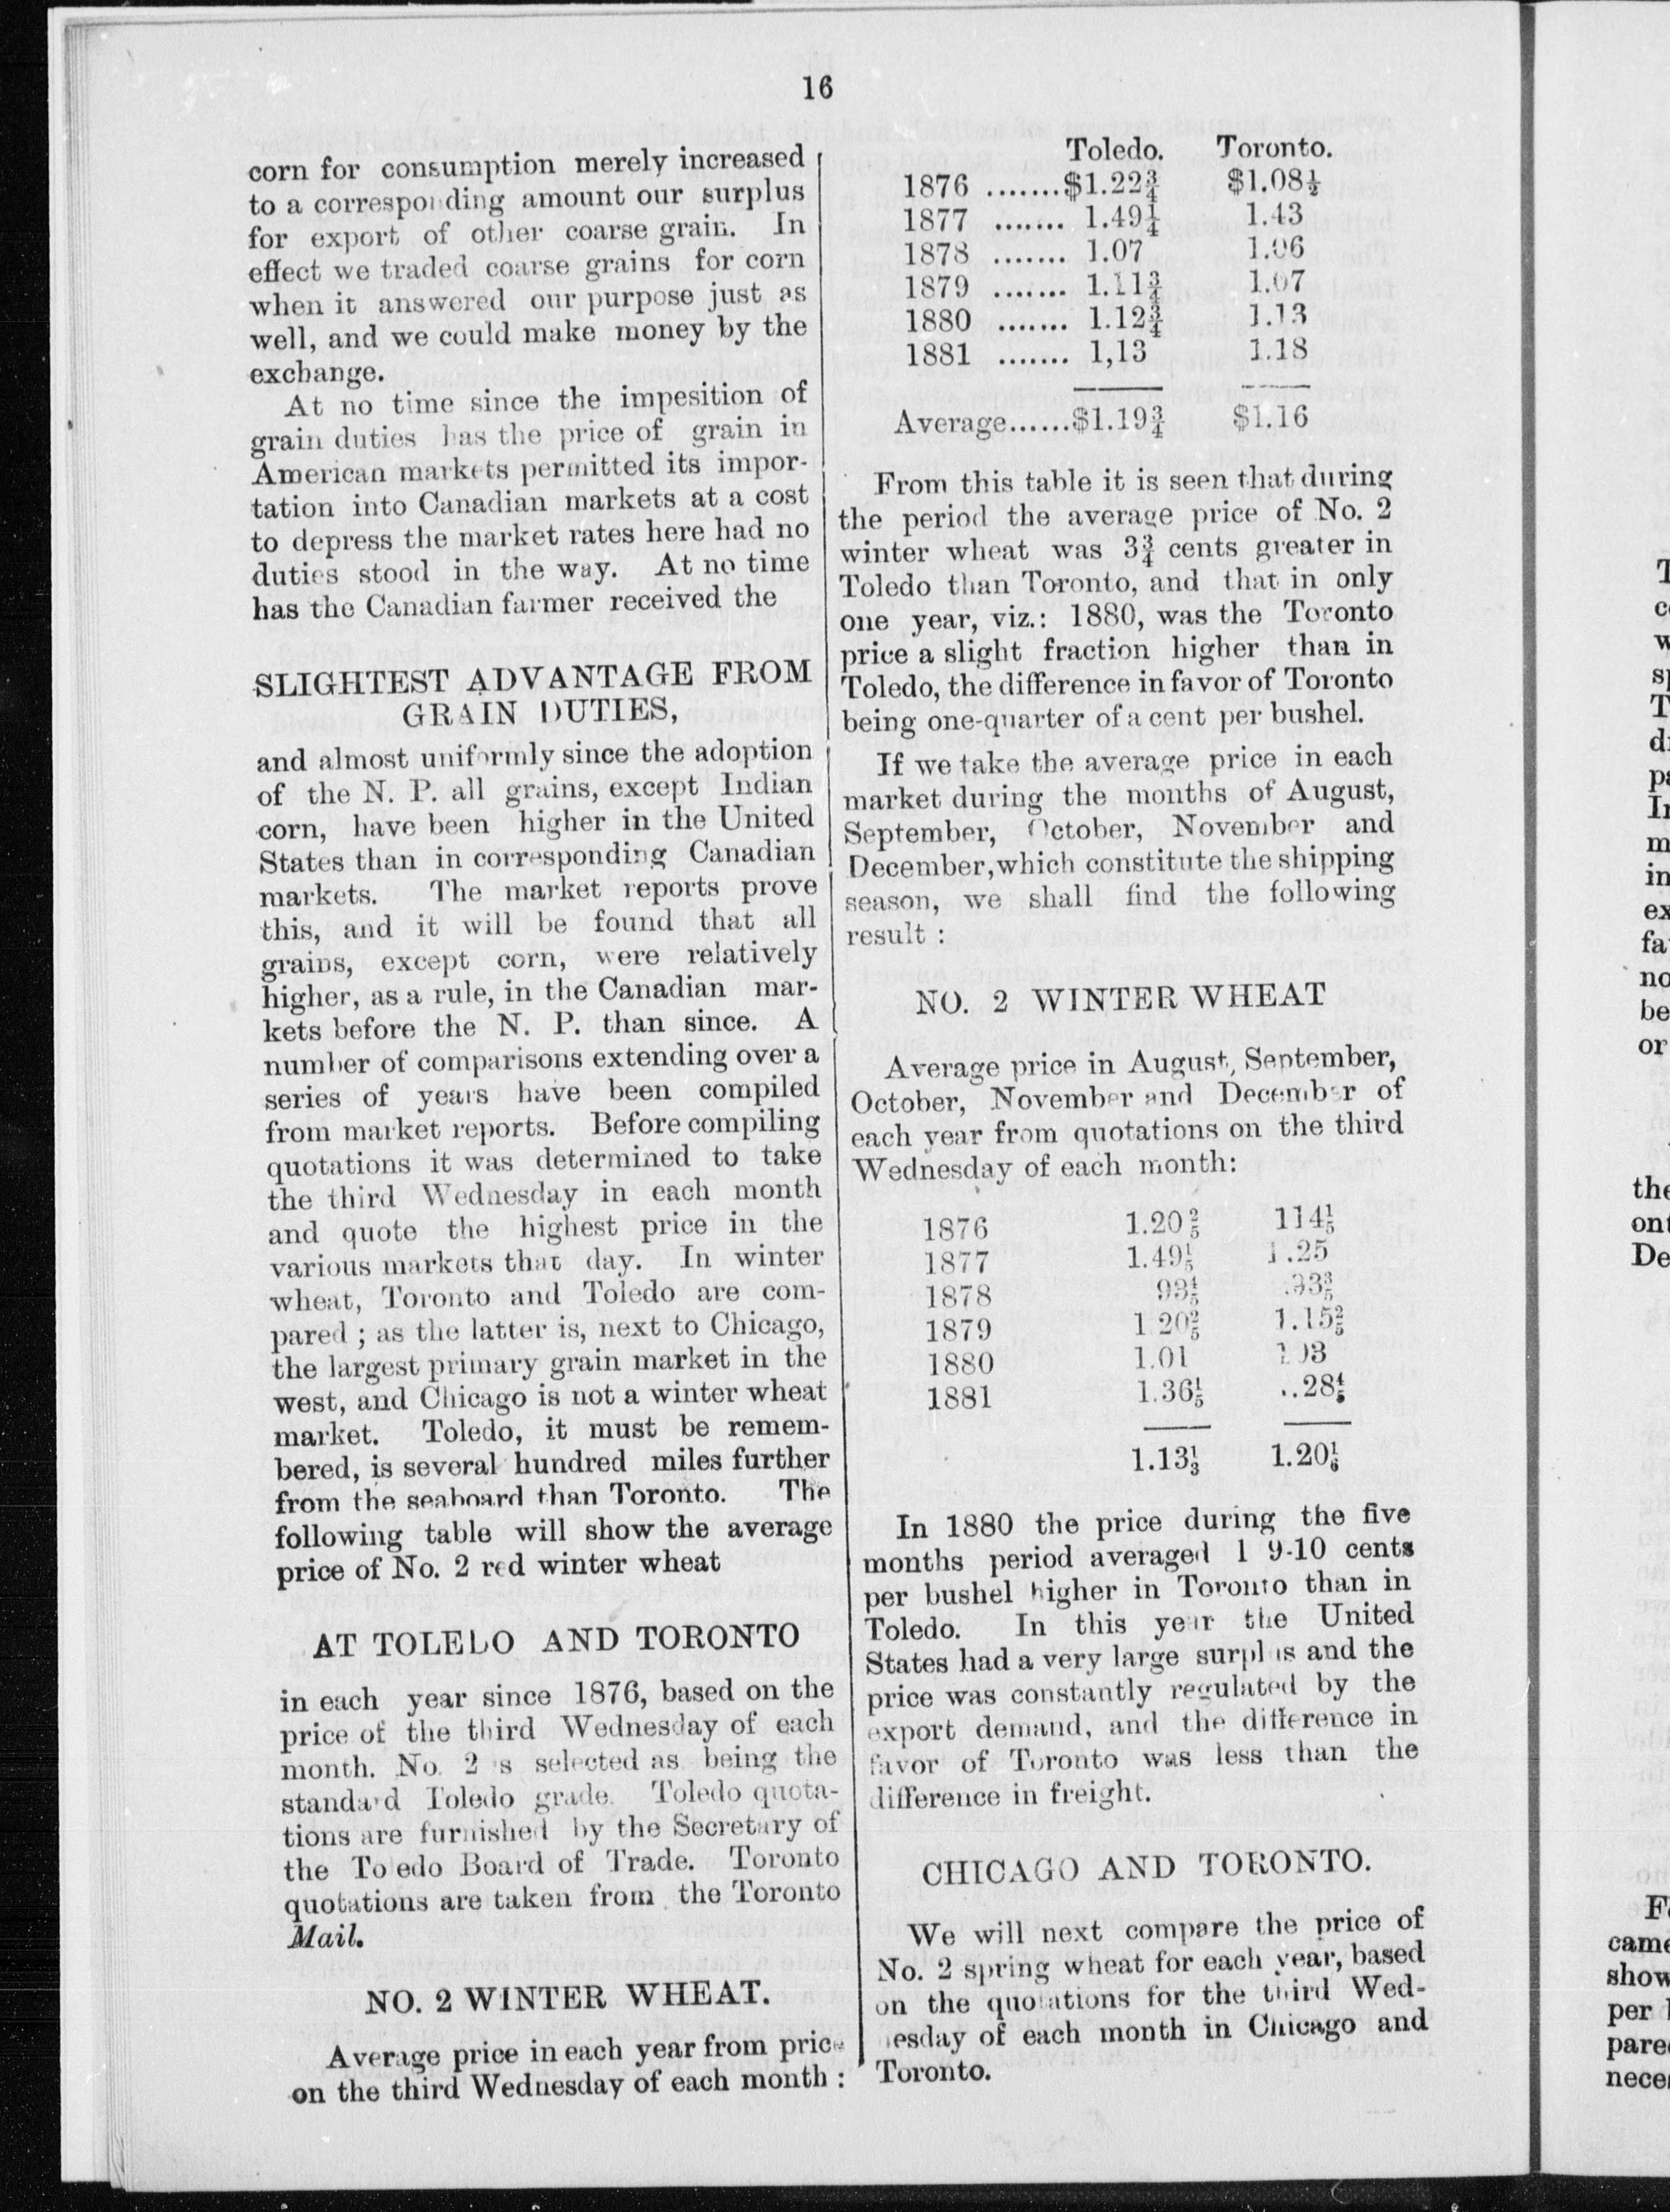 16
corn for consumption merely increased
to a corresponding amount our surplus
for export of other coarse grain. In
effect we traded coarse grains for corn
when it answered our purpose just as
well, and we could make money by the
exchange.
At no time since the impesition of
grain duties has the price of grain in
American markets permitted its impor-
tation into Canadian markets at a cost
to depress the market rates here had no
duties stood in the way. At no time
has the Canadian farmer received the
SLIGHTEST ADVANTAGE FROM
GRAIN DUTIES,
and almost uniformly since the adoption
of the N. P. all grains, except Indian
corn, have been higher in the United
States than in corresponding Canadian
markets. The market reports prove
this, and it will be found that all
grains, except corn, were relatively
higher, as a rule, in the Canadian mar-
kets before the N. P. than since. A
number of comparisons extending over a
series of years have been compiled
from market reports. Before compiling
quotations it was determined to take
the third Wednesday in each month
and quote the highest price in the
various markets that day. In winter
wheat, Toronto and Toledo are com-
pared ; as the latter is, next to Chicago,
the largest primary grain market in the
west, and Chicago is not a winter wheat
market. Toledo, it must be remem-
bered, is several hundred miles further
from the seaboard than Toronto. The
following table will show the average
price of No. 2 red winter wheat
AT TOLEDO AND TORONTO
in each year since 1876, based on the
price of the third Wednesday of each
month. No. 2 is selected as being the
standard Toledo grade. Toledo quota-
tions are furnished by the Secretary of
the Toledo Board of Trade. Toronto
quotations are taken from the Toronto
Mail.
NO. 2 WINTER WHEAT.
Average price in each year from price
on the third Wednesday of each month :
Toledo. Toronto.
1876 .......$1.22¾ $1.08½
1877 ....... 1.49¼ 1.43
1878 ....... 1.07 1.06
1879 ....... 1.11¾ 1.07
1880 ....... 1.12¾ 1.13
1881 ....... 1,13 1.18
Average......$1.19¾ $1.16
From this table it is seen that during
the period the average price of No. 2
winter wheat was 3¾ cents greater in
Toledo than Toronto, and that in only
one year, viz.: 1880, was the Toronto
price a slight fraction higher than in
Toledo, the difference in favor of Toronto
being one-quarter of a cent per bushel.
If we take the average price in each
market during the months of August,
September, October, November and
December, which constitute the shipping
season, we shall find the following
result :
NO. 2 WINTER WHEAT
Average price in August, September,
October, November and December of
each year from quotations on the third
Wednesday of each month:
1876 1.20⅖ 114⅕
1877 1.49⅕ 1.25
1878 93⅘ .93⅗
1879 1 20⅖ 1.15⅖
1880 1.01 1 03
1881 1.36⅕ ..28⅘
1.13⅓ 1.20⅙
In 1880 the price during the five
months period averaged 1 9-10 cents
per bushel higher in Toronto than in
Toledo. In this year the United
States had a very large surplus and the
price was constantly regulated by the
export demand, and the difference in
favor of Toronto was less than the
difference in freight.
CHICAGO AND TORONTO.
We will next compare the price of
No. 2 spring wheat for each year, based
on the quotations for the third Wed-
nesday of each month in Chicago and
Toronto.